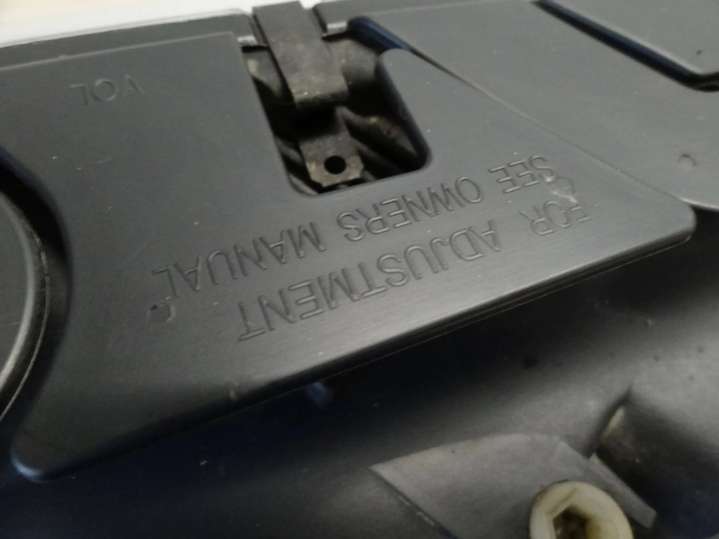 FOR ADJUSTMENT
SEE OWNERS MANUAL
VOL